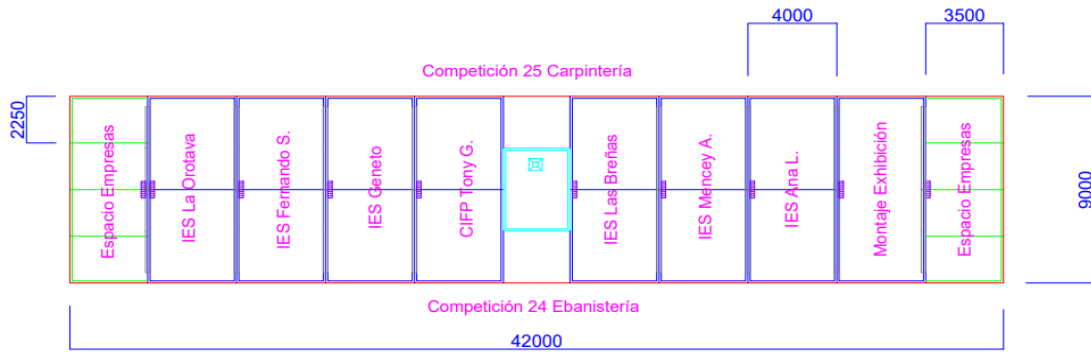 4000
3500
Competición 25 Carpintería
2250
Espacio Empresas
IES La Orotava
IES Fernando S.
IES Geneto
CIFP Tony G.
IES Las Breñas
IES Mencey A.
IES Ana L.
Montaje Exhibición
Espacio Empresas
9000
Competición 24 Ebanistería
42000